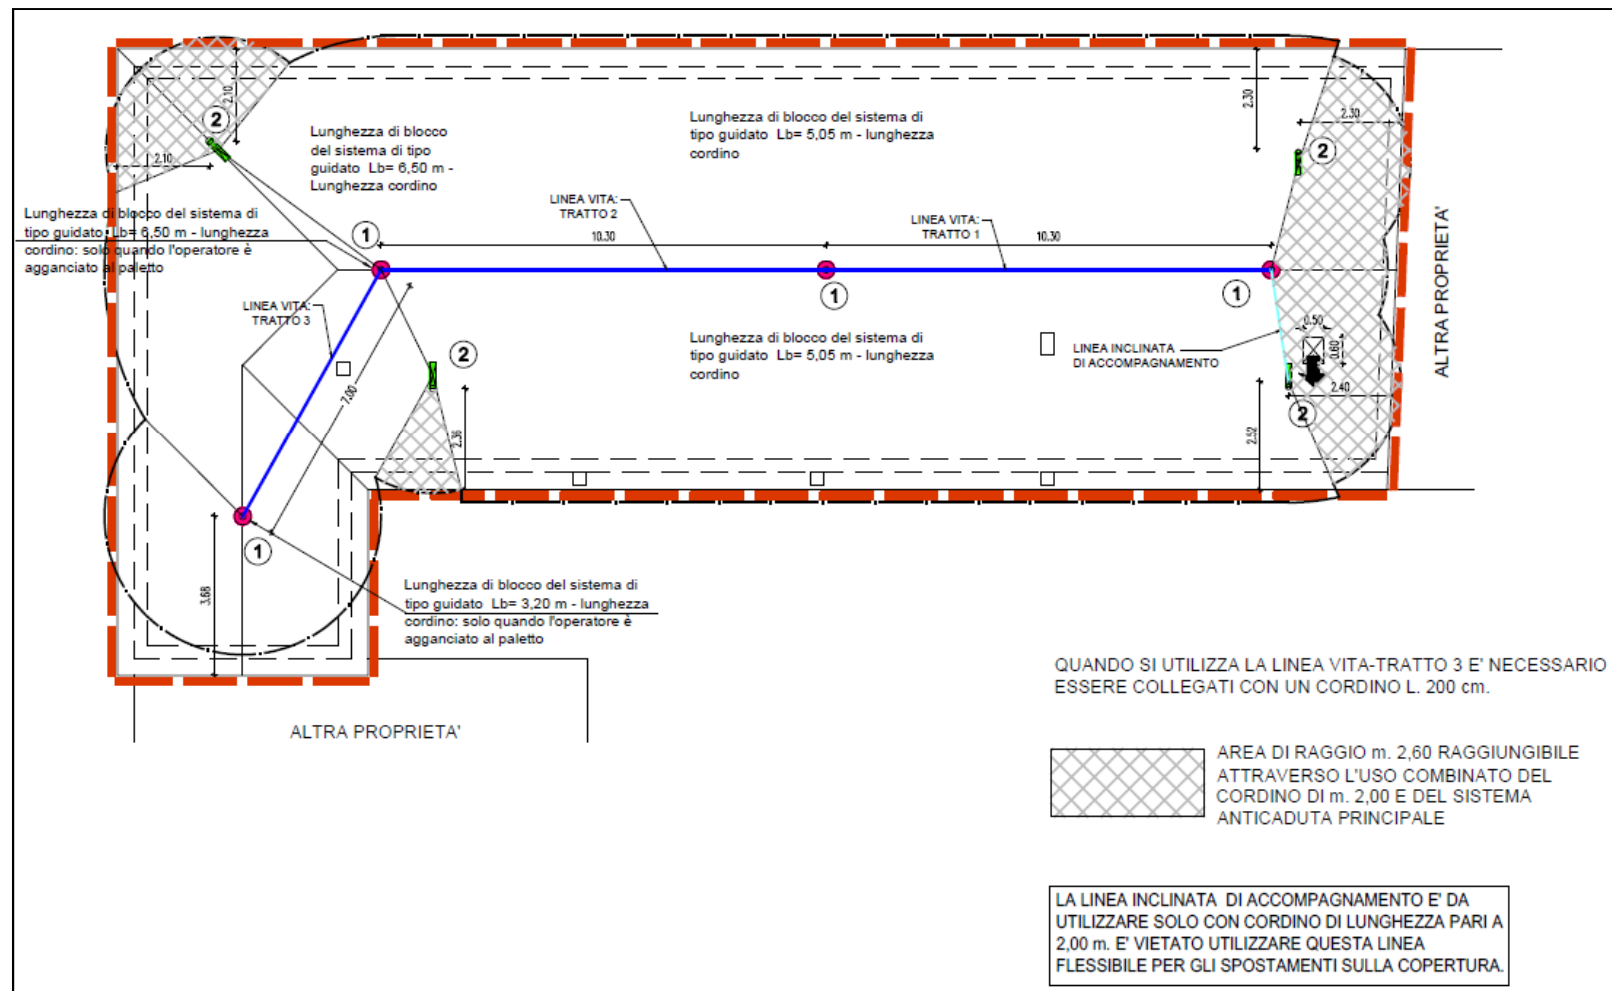 2.10
2
2.10
Lunghezza di blocco
del sistema di tipo
guidato Lb= 6,50 m -
Lunghezza cordino
Lunghezza di blocco del sistema di
tipo guidato Lb= 5,05 m - lunghezza
cordino
2.30
2.30
2
Lunghezza di blocco del sistema di
tipo guidato Lb= 6,50 m - lunghezza
cordino: solo quando l'operatore è
agganciato al paletto
1
LINEA VITA:
TRATTO 2
LINEA VITA:
TRATTO 1
10.30
10.30
1
1
ALTRA PROPRIETA'
LINEA VITA:
TRATTO 3
7.00
2
2.36
Lunghezza di blocco del sistema di
tipo guidato Lb= 5,05 m - lunghezza
cordino
LINEA INCLINATA
DI ACCOMPAGNAMENTO
0.50
0.60
2.40
2
2.52
1
3.68
Lunghezza di blocco del sistema di
tipo guidato Lb= 3,20 m - lunghezza
cordino: solo quando l'operatore è
agganciato al paletto
ALTRA PROPRIETA'
QUANDO SI UTILIZZA LA LINEA VITA-TRATTO 3 E' NECESSARIO
ESSERE COLLEGATI CON UN CORDINO L. 200 cm.
AREA DI RAGGIO m. 2,60 RAGGIUNGIBILE
ATTRAVERSO L'USO COMBINATO DEL
CORDINO DI m. 2,00 E DEL SISTEMA
ANTICADUTA PRINCIPALE
LA LINEA INCLINATA DI ACCOMPAGNAMENTO E' DA
UTILIZZARE SOLO CON CORDINO DI LUNGHEZZA PARI A
2,00 m. E' VIETATO UTILIZZARE QUESTA LINEA
FLESSIBILE PER GLI SPOSTAMENTI SULLA COPERTURA.